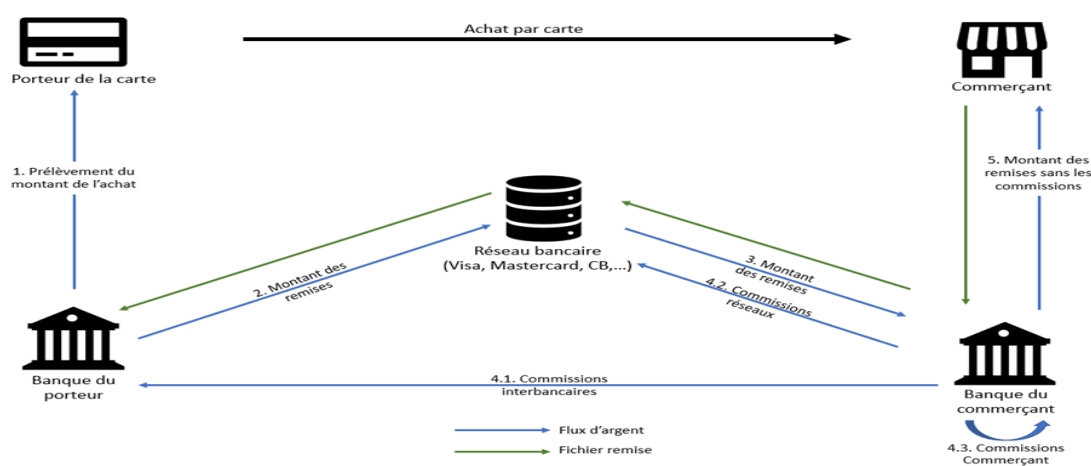 Achat par carte
Porteur de la carte
Commerçant
1. Prélèvement du
montant de l'achat
5. Montant des
remises sans les
commissions
Réseau bancaire
(Visa, Mastercard, CB,...)
2. Montant des
remises
3. Montant
des remises
4.2. Commissions
réseaux
Banque du
porteur
4.1. Commissions
interbancaires
Banque du
commerçant
Flux d'argent
Fichier remise
4.3. Commissions
Commerçant